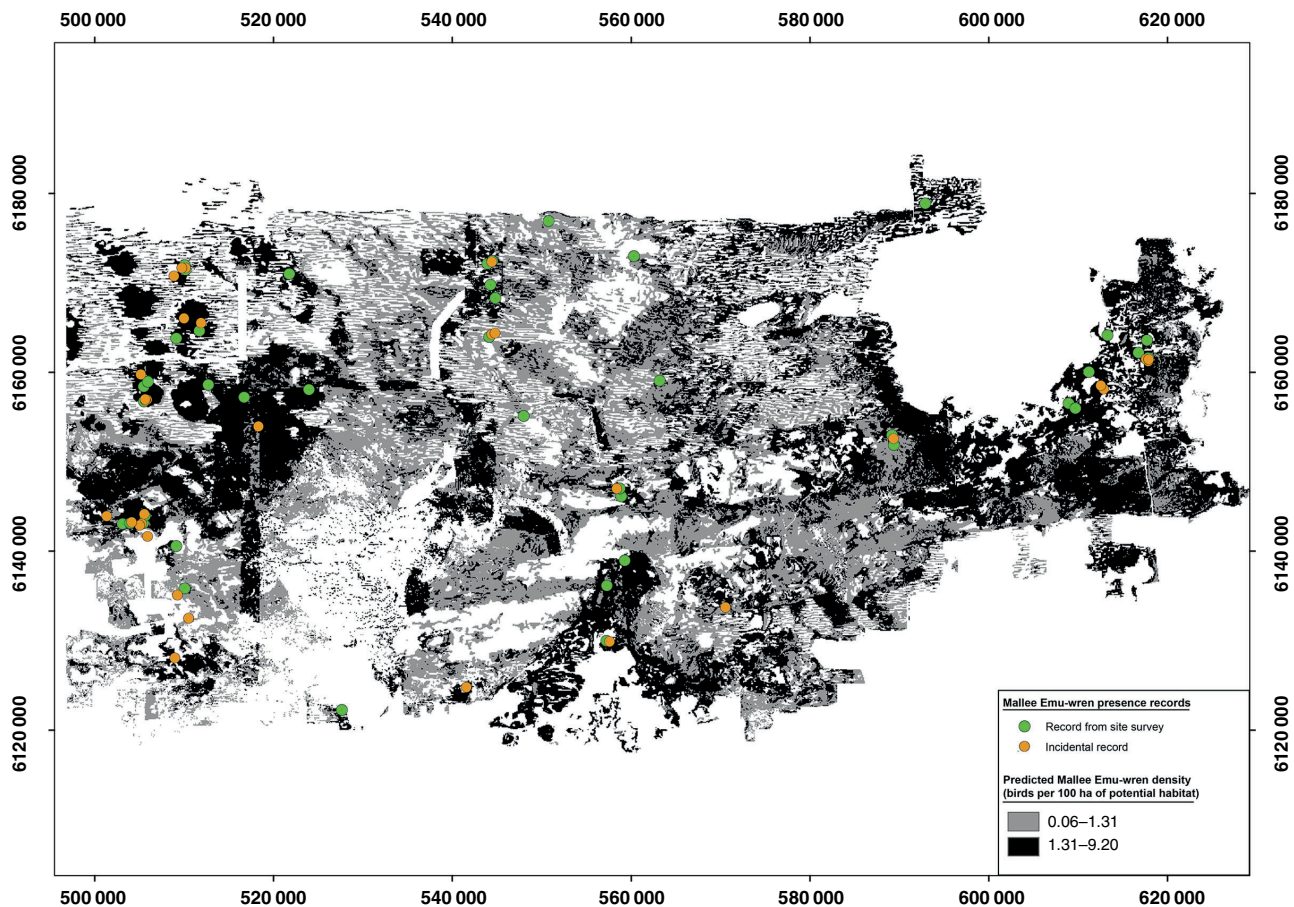 500 000 520 000 540 000 560 000 580 000 600 000 620 000
6180 000 6180 000
6160 000 6160 000
6140 000 6140 000
6120 000 6120 000
Mallee Emu-wren presence records
Record from site survey
Incidental record
Predicted Mallee Emu-wren density
(birds per 100 ha of potential habitat)
0.06–1.31
1.31–9.20
500 000 520 000 540 000 560 000 580 000 600 000 620 000